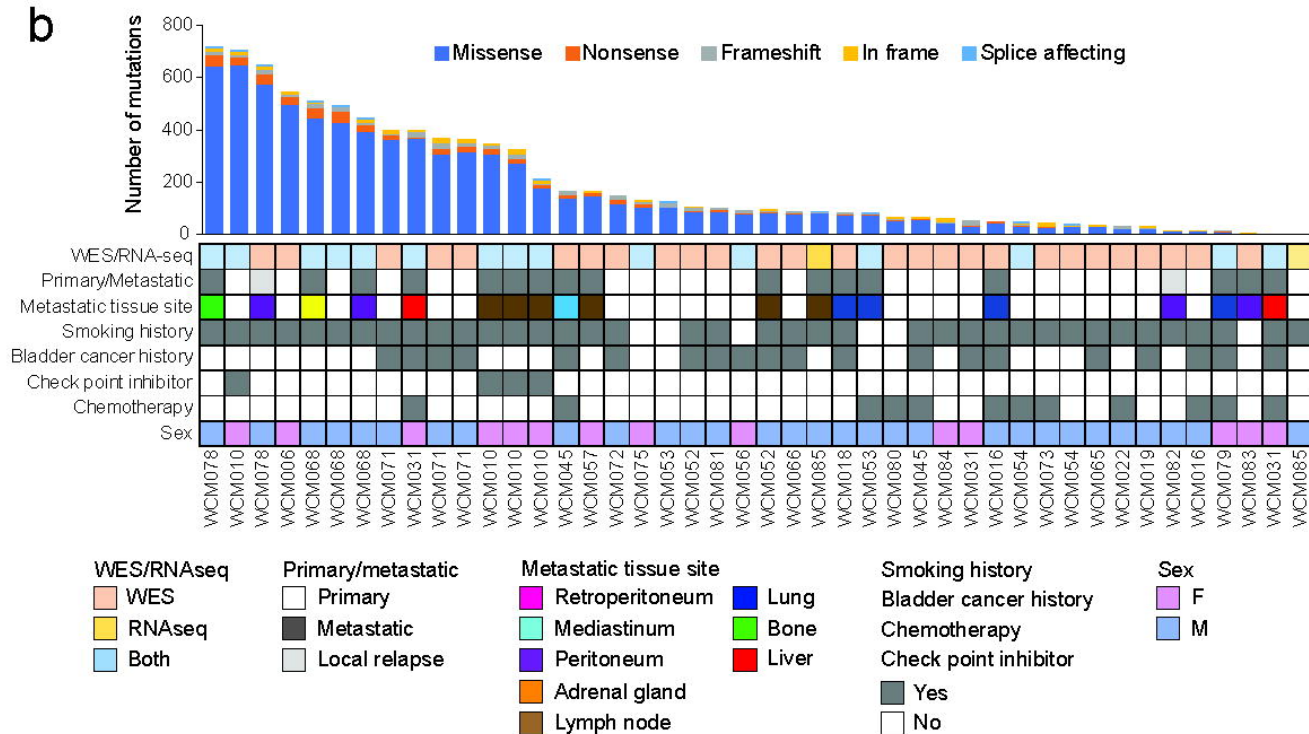 b
800
600
400
200
0
Number of mutations
Missense Nonsense Frameshift In frame Splice affecting
WES/RNA-seq
Primary/Metastatic
Metastatic tissue site
Smoking history
Bladder cancer history
Check point inhibitor
Chemotherapy
Sex
WCM078 WCM010 WCM078 WCM006 WCM068 WCM068 WCM068 WCM071 WCM031 WCM071 WCM071 WCM010 WCM010 WCM010 WCM045 WCM057 WCM072 WCM075 WCM053 WCM052 WCM081 WCM056 WCM052 WCM066 WCM085 WCM018 WCM053 WCM080 WCM045 WCM084 WCM031 WCM016 WCM054 WCM073 WCM054 WCM065 WCM022 WCM019 WCM082 WCM016 WCM079 WCM083 WCM031 WCM085
WES/RNAseq Primary/metastatic Metastatic tissue site Smoking history Sex
WES Primary Retroperitoneum Lung Bladder cancer history F
RNAseq Metastatic Mediastinum Bone Chemotherapy M
Both Local relapse Peritoneum Liver Check point inhibitor
Adrenal gland Yes
Lymph node No